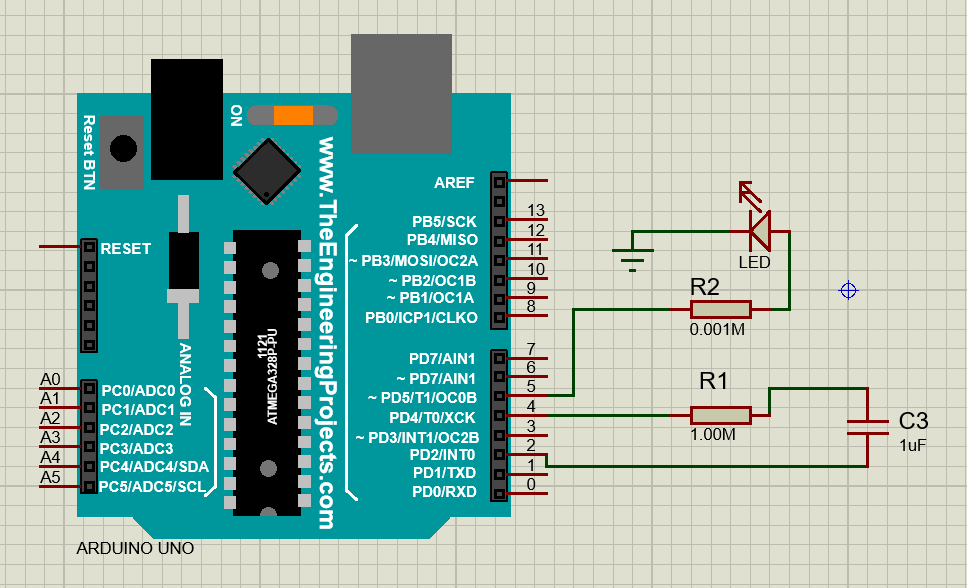 Reset BTN
ON
www.TheEngineeringProjects.com
RESET
AREF
PB5/SCK
13
PB4/MISO
12
~ PB3/MOSI/OC2A
11
~ PB2/OC1B
10
~ PB1/OC1A
9
PB0/ICP1/CLKO
8
1121
ATMEGA328P-PU
ANALOG IN
A0
PC0/ADC0
A1
PC1/ADC1
A2
PC2/ADC2
A3
PC3/ADC3
A4
PC4/ADC4/SDA
A5
PC5/ADC5/SCL
PD7/AIN1
7
~ PD7/AIN1
6
~ PD5/T1/OC0B
5
PD4/T0/XCK
4
~ PD3/INT1/OC2B
3
PD2/INT0
2
PD1/TXD
1
PD0/RXD
0
ARDUINO UNO
LED
R2
0.001M
R1
1.00M
C3
1uF